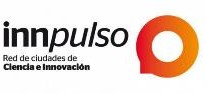 innpulso
Red de ciudades de
Ciencia e Innovación